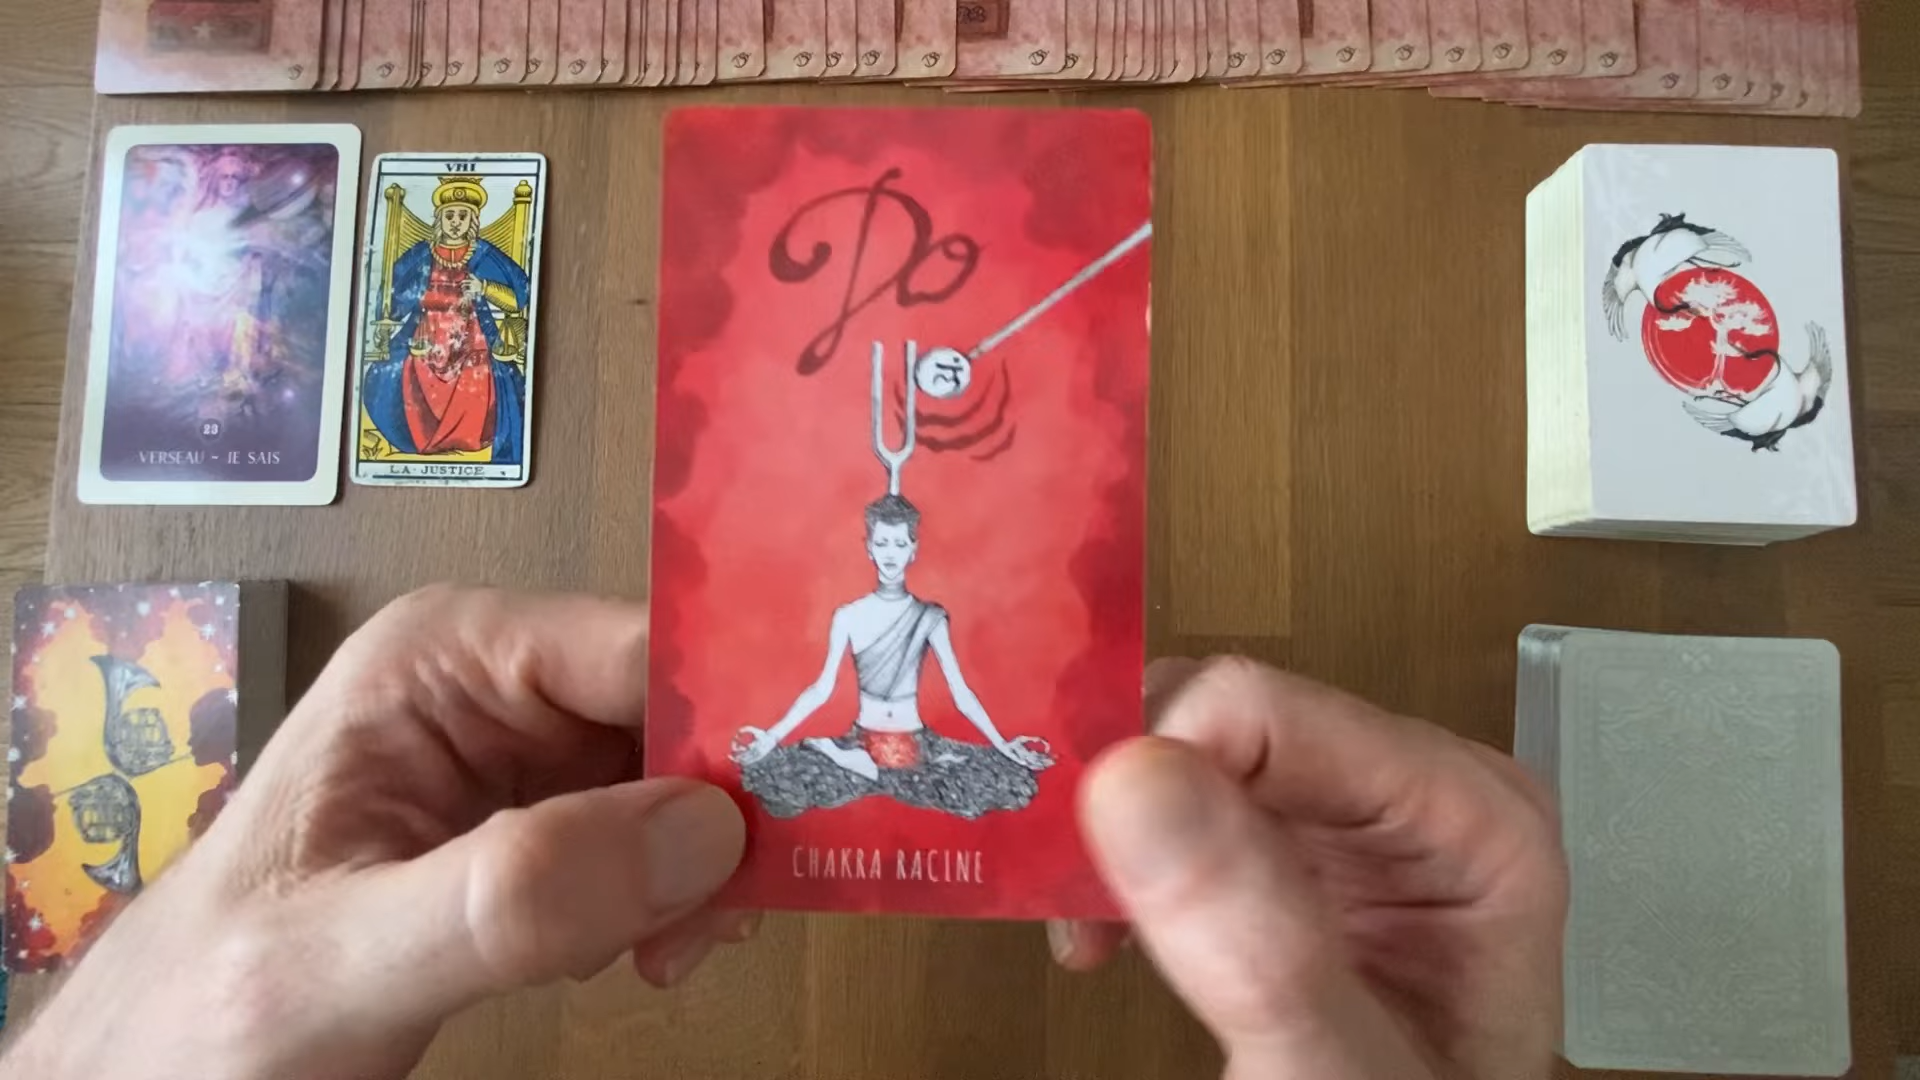 VIII
LA·JUSTICE
23
VERSEAU ~ JE SAIS
Do
लं
CHAKRA RACINE